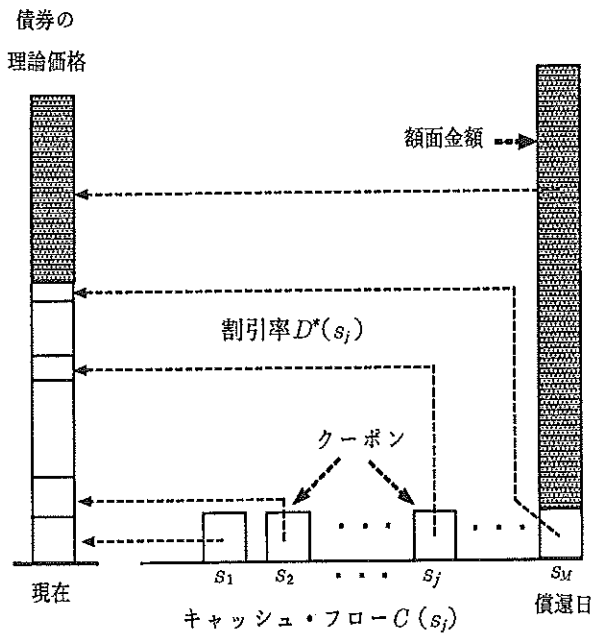 債券の
理論価格
額面金額
割引率D*(sj)
クーポン
s1 s2 sj sM
現在
償還日
キャッシュ・フローC(sj)